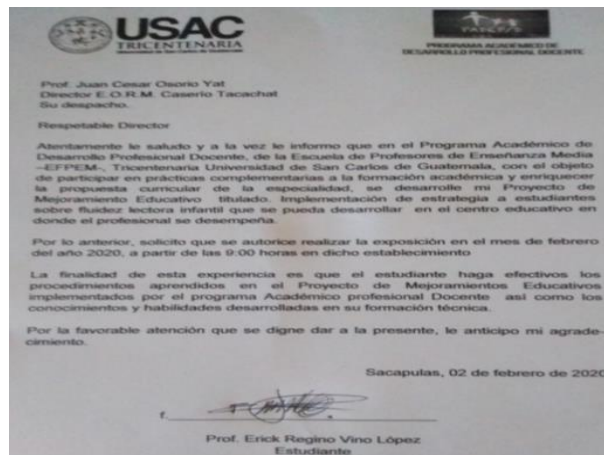 USAC
TRICENTENARIA
Universidad de San Carlos de Guatemala
PROGRAMA ACADEMICO DE
DESARROLLO PROFESIONAL DOCENTE
Prof. Juan Cesar Osorio Yat
Director E.O.R.M. Caserío Tacachat
Su despacho.
Respetable Director
Atentamente le saludo y a la vez le informo que en el Programa Académico de
Desarrollo Profesional Docente, de la Escuela de Profesores de Enseñanza Media
–EFPEM-, Tricentenaria Universidad de San Carlos de Guatemala, con el objeto
de participar en prácticas complementarias a la formación académica y enriquecer
la propuesta curricular de la especialidad, se desarrolle mi Proyecto de
Mejoramiento Educativo titulado. Implementación de estrategia a estudiantes
sobre fluidez lectora infantil que se pueda desarrollar en el centro educativo en
donde el profesional se desempeña.
Por lo anterior, solicito que se autorice realizar la exposición en el mes de febrero
del año 2020, a partir de las 9:00 horas en dicho establecimiento
La finalidad de esta experiencia es que el estudiante haga efectivos los
procedimientos aprendidos en el Proyecto de Mejoramientos Educativos
implementados por el programa Académico profesional Docente así como los
conocimientos y habilidades desarrolladas en su formación técnica.
Por la favorable atención que se digne dar a la presente, le anticipo mi agrade-
cimiento.
Sacapulas, 02 de febrero de 2020
f.
Prof. Erick Regino Vino López
Estudiante